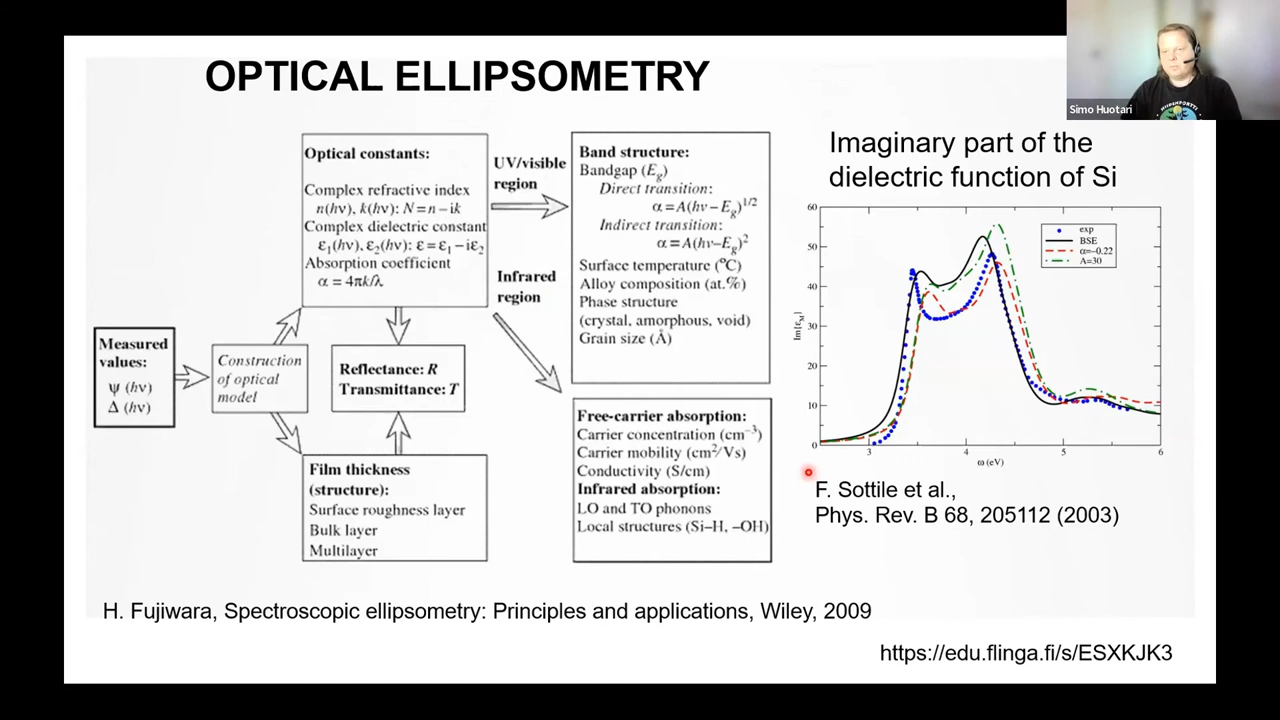 OPTICAL ELLIPSOMETRY
Simo Huotari
Measured
values:
ψ (hν)
Δ (hν)
Construction
of optical
model
Optical constants:
Complex refractive index
n(hν), k(hν): N = n – ik
Complex dielectric constant
ε₁(hν), ε₂(hν): ε = ε₁ – iε₂
Absorption coefficient
α = 4πk/λ
Reflectance: R
Transmittance: T
Film thickness
(structure):
Surface roughness layer
Bulk layer
Multilayer
UV/visible
region
Infrared
region
Band structure:
Bandgap (E_g)
Direct transition:
α = A(hν – E_g)^1/2
Indirect transition:
α = A(hν–E_g)²
Surface temperature (°C)
Alloy composition (at.%)
Phase structure
(crystal, amorphous, void)
Grain size (Å)
Free-carrier absorption:
Carrier concentration (cm⁻³)
Carrier mobility (cm²/Vs)
Conductivity (S/cm)
Infrared absorption:
LO and TO phonons
Local structures (Si–H, –OH)
Imaginary part of the
dielectric function of Si
60
50
40
30
20
10
0
Im{ε_M}
exp
BSE
α=-0.22
A=30
3 4 5 6
ω (eV)
F. Sottile et al.,
Phys. Rev. B 68, 205112 (2003)
H. Fujiwara, Spectroscopic ellipsometry: Principles and applications, Wiley, 2009
https://edu.flinga.fi/s/ESXKJK3